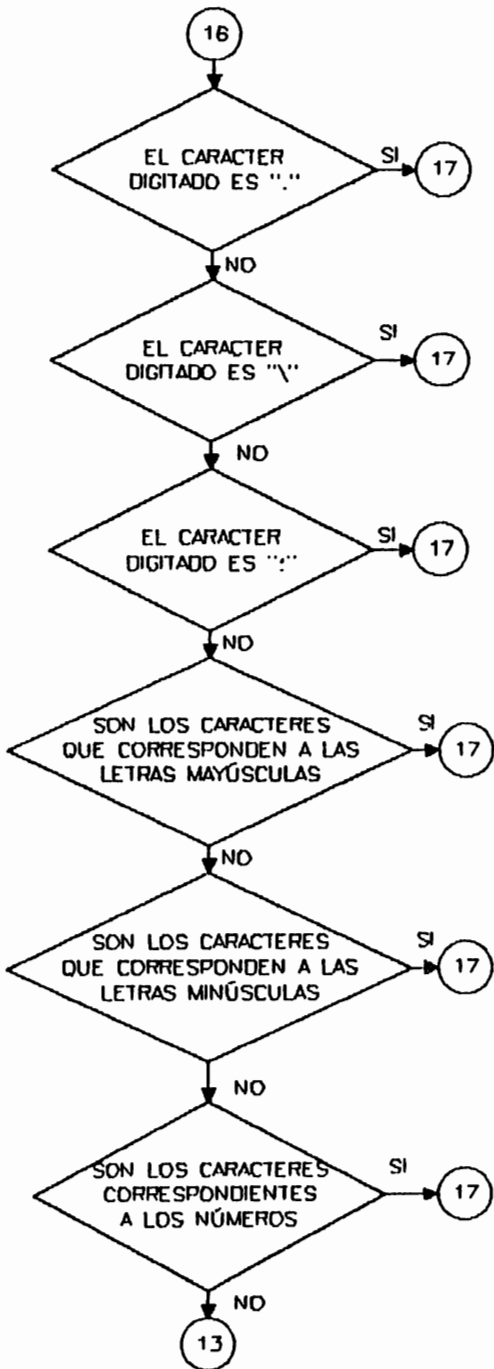 16
EL CARACTER
DIGITADO ES "."
SI
17
NO
EL CARACTER
DIGITADO ES "\"
SI
17
NO
EL CARACTER
DIGITADO ES ":"
SI
17
NO
SON LOS CARACTERES
QUE CORRESPONDEN A LAS
LETRAS MAYÚSCULAS
SI
17
NO
SON LOS CARACTERES
QUE CORRESPONDEN A LAS
LETRAS MINÚSCULAS
SI
17
NO
SON LOS CARACTERES
CORRESPONDIENTES
A LOS NÚMEROS
SI
17
NO
13